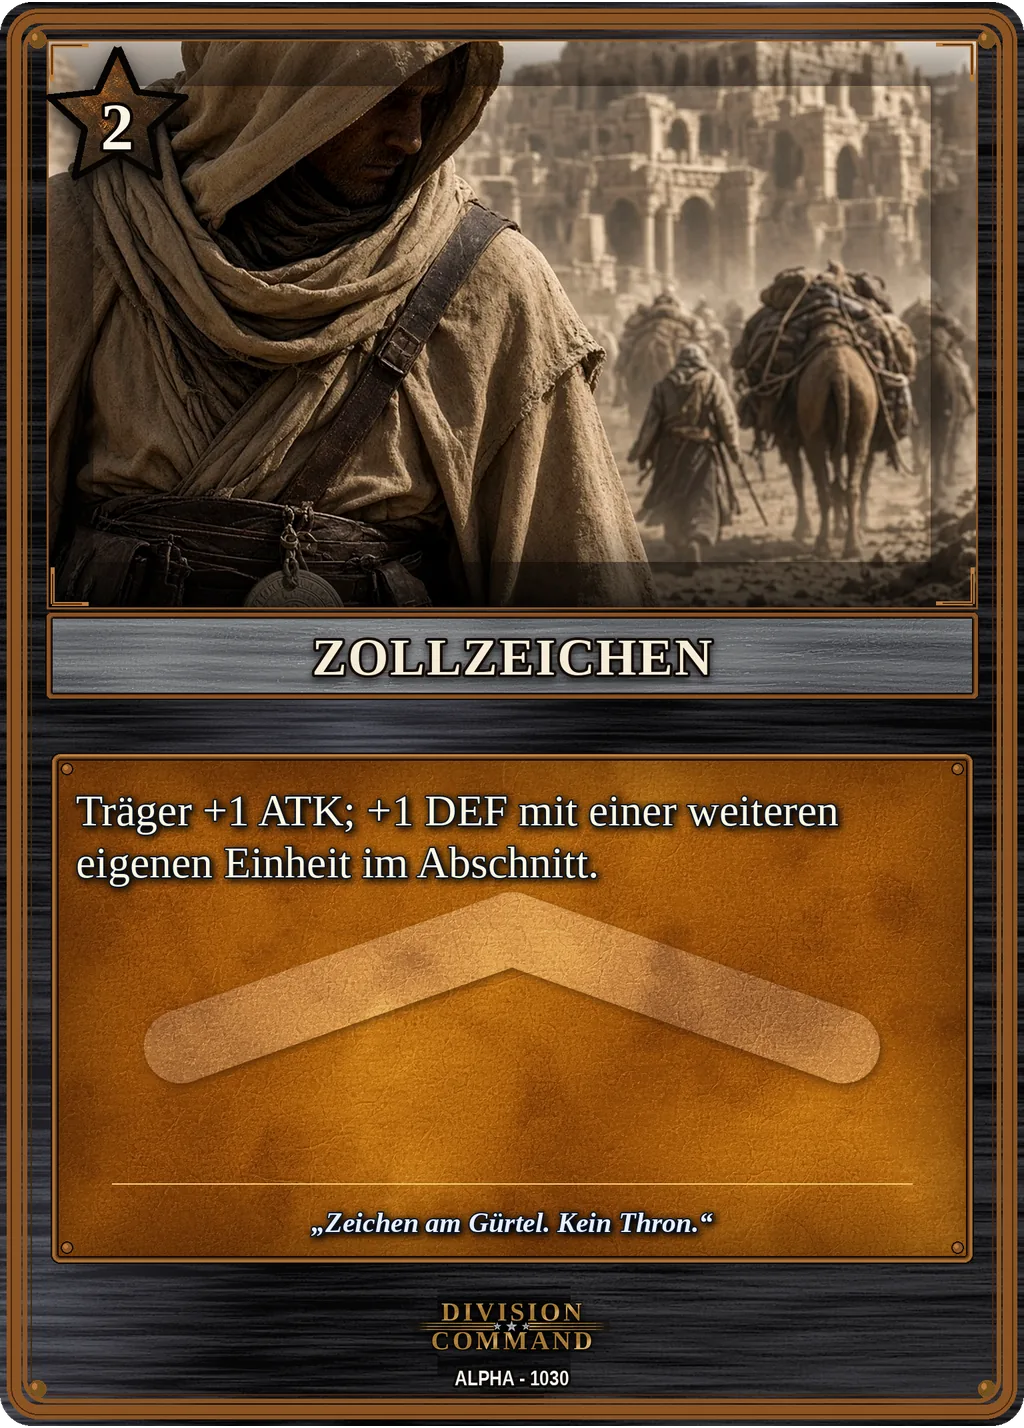 2
ZOLLZEICHEN
Träger +1 ATK; +1 DEF mit einer weiteren
eigenen Einheit im Abschnitt.
„Zeichen am Gürtel. Kein Thron.“
DIVISION
COMMAND
ALPHA - 1030